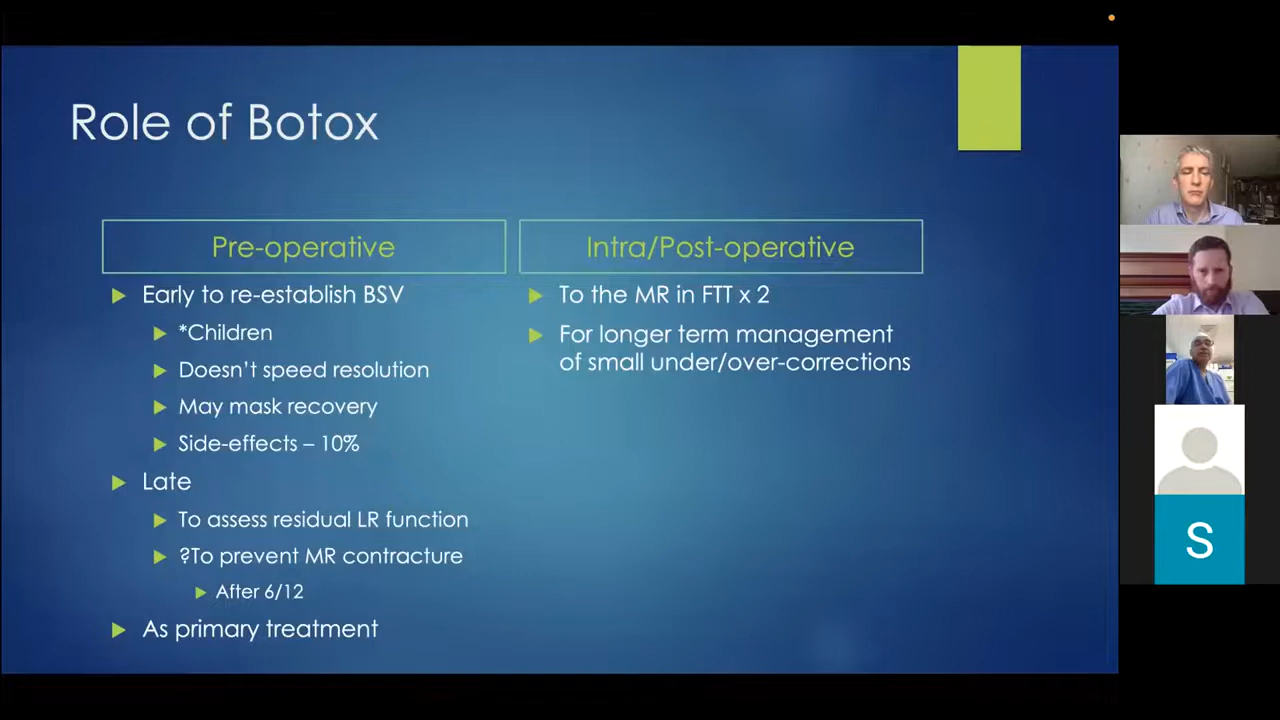 Role of Botox
Pre-operative
Early to re-establish BSV
*Children
Doesn't speed resolution
May mask recovery
Side-effects – 10%
Late
To assess residual LR function
?To prevent MR contracture
After 6/12
As primary treatment
Intra/Post-operative
To the MR in FTT x 2
For longer term management
of small under/over-corrections
S